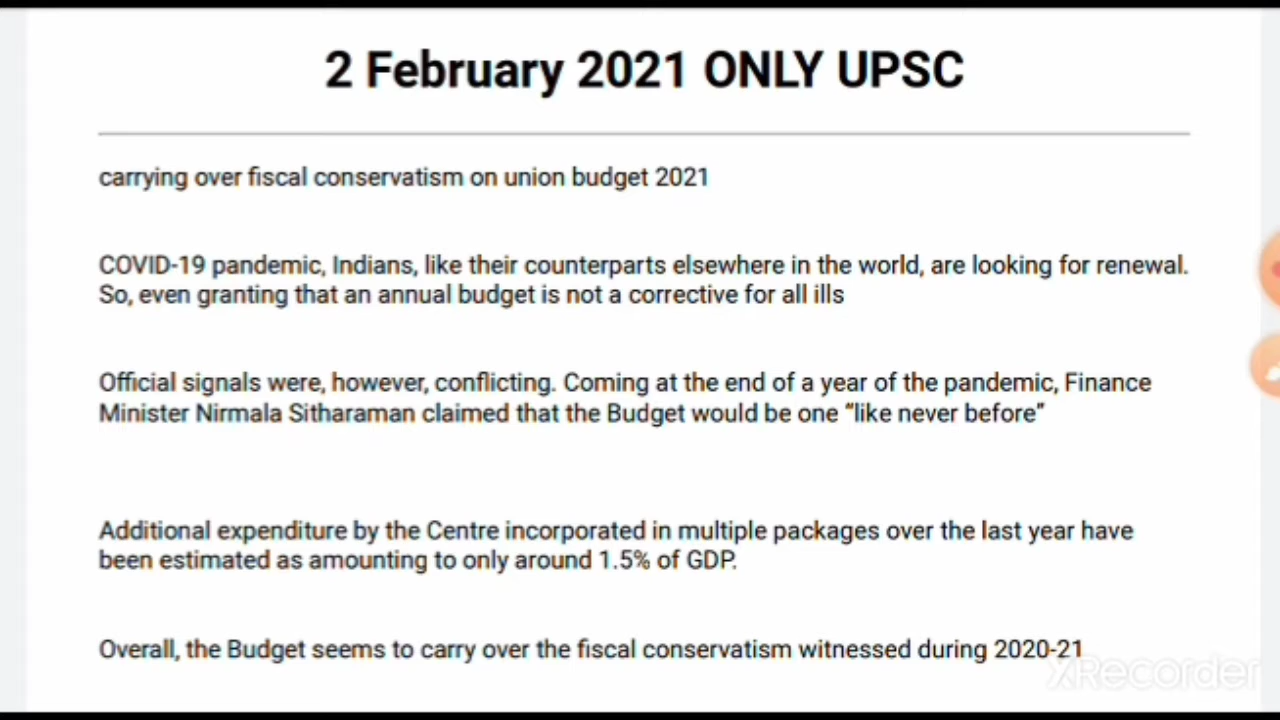 2 February 2021 ONLY UPSC
carrying over fiscal conservatism on union budget 2021
COVID-19 pandemic, Indians, like their counterparts elsewhere in the world, are looking for renewal.
So, even granting that an annual budget is not a corrective for all ills
Official signals were, however, conflicting. Coming at the end of a year of the pandemic, Finance
Minister Nirmala Sitharaman claimed that the Budget would be one “like never before”
Additional expenditure by the Centre incorporated in multiple packages over the last year have
been estimated as amounting to only around 1.5% of GDP.
Overall, the Budget seems to carry over the fiscal conservatism witnessed during 2020-21
XRecorder